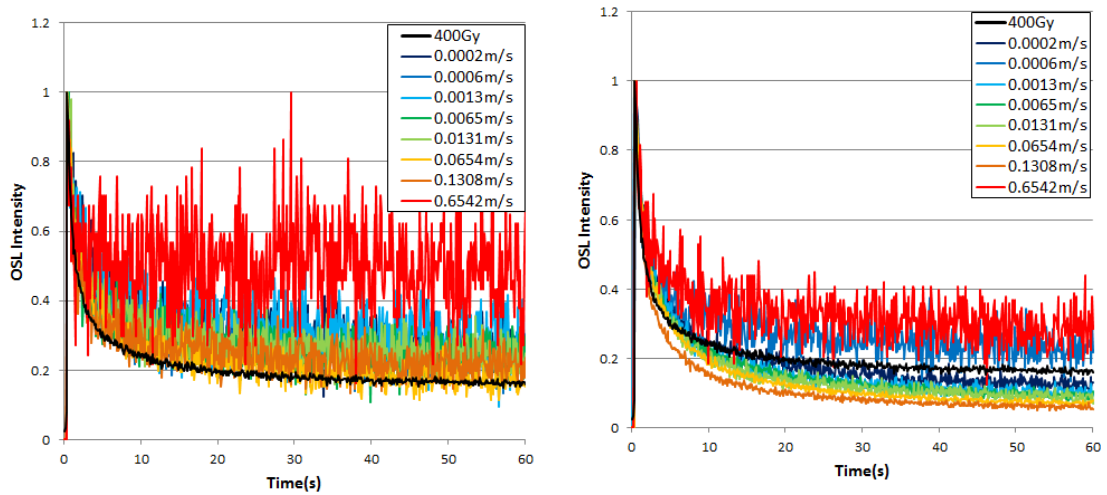 1.2
1
0.8
0.6
0.4
0.2
0
OSL Intensity
0 10 20 30 40 50 60
Time(s)
400Gy
0.0002m/s
0.0006m/s
0.0013m/s
0.0065m/s
0.0131m/s
0.0654m/s
0.1308m/s
0.6542m/s
1.2
1
0.8
0.6
0.4
0.2
0
OSL Intensity
0 10 20 30 40 50 60
Time(s)
400Gy
0.0002m/s
0.0006m/s
0.0013m/s
0.0065m/s
0.0131m/s
0.0654m/s
0.1308m/s
0.6542m/s